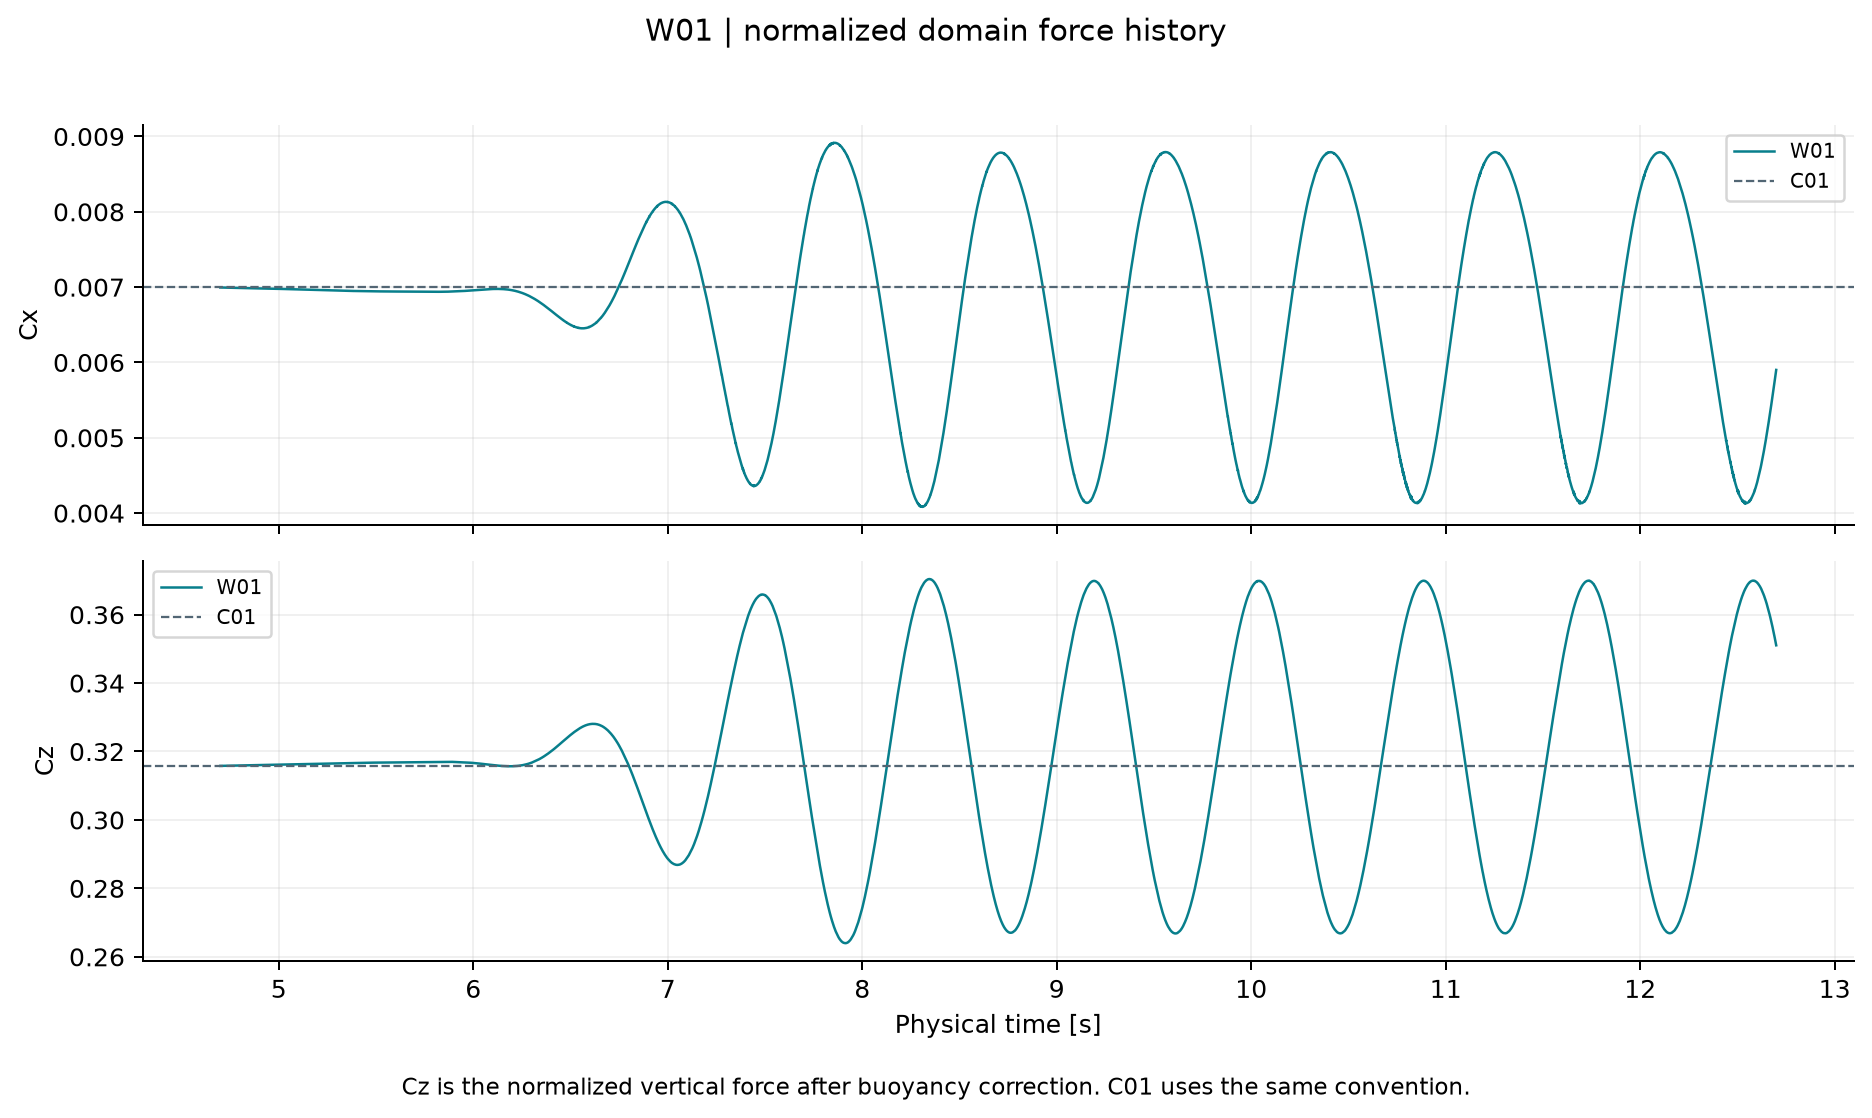 W01 | normalized domain force history
0.009
0.008
0.007
0.006
0.005
0.004
Cx
W01
C01
0.36
0.34
0.32
0.30
0.28
0.26
Cz
W01
C01
5 6 7 8 9 10 11 12 13
Physical time [s]
Cz is the normalized vertical force after buoyancy correction. C01 uses the same convention.